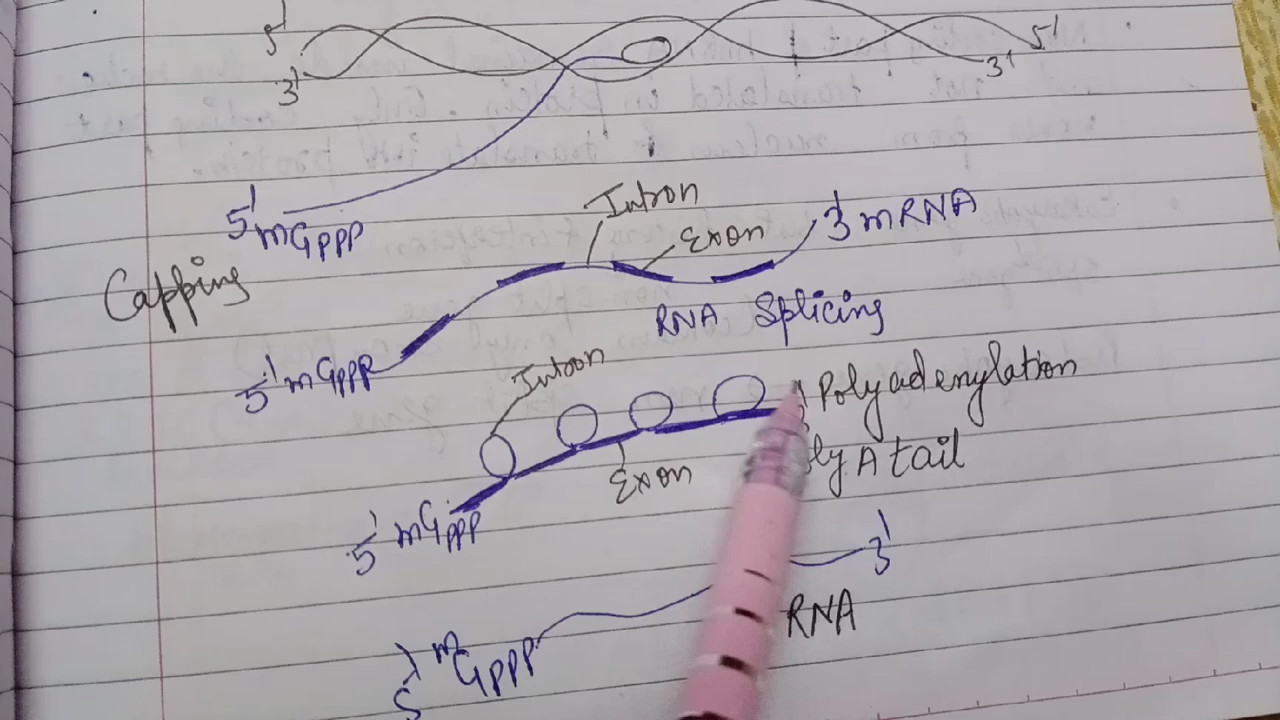 5' 5'
3' 3'
5' mGppp
Capping
Intron
Exon
3' mRNA
5' mGppp
RNA Splicing
Intron
Polyadenylation
Exon
A tail
5' mGppp
3'
RNA
5' mGppp